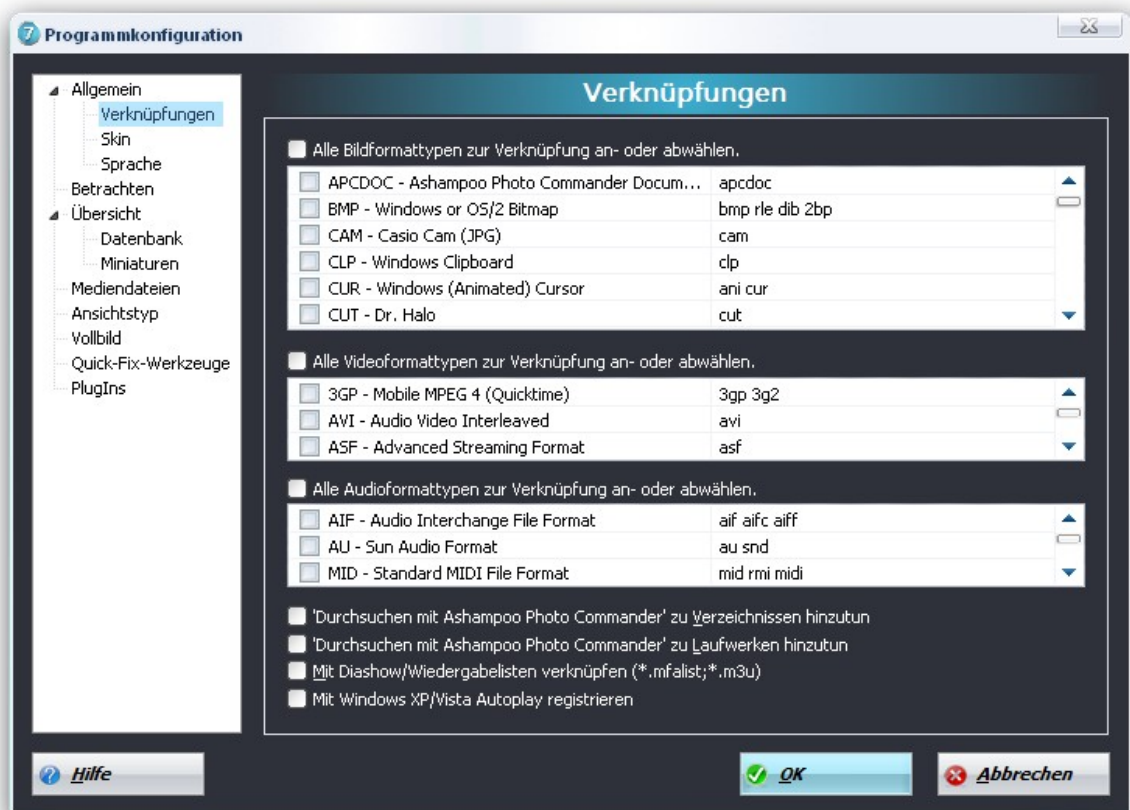 7 Programmkonfiguration
Allgemein
Verknüpfungen
Skin
Sprache
Betrachten
Übersicht
Datenbank
Miniaturen
Mediendateien
Ansichtstyp
Vollbild
Quick-Fix-Werkzeuge
PlugIns
Verknüpfungen
Alle Bildformattypen zur Verknüpfung an- oder abwählen.
APCDOC - Ashampoo Photo Commander Docum... apcdoc
BMP - Windows or OS/2 Bitmap bmp rle dib 2bp
CAM - Casio Cam (JPG) cam
CLP - Windows Clipboard clp
CUR - Windows (Animated) Cursor ani cur
CUT - Dr. Halo cut
Alle Videoformattypen zur Verknüpfung an- oder abwählen.
3GP - Mobile MPEG 4 (Quicktime) 3gp 3g2
AVI - Audio Video Interleaved avi
ASF - Advanced Streaming Format asf
Alle Audioformattypen zur Verknüpfung an- oder abwählen.
AIF - Audio Interchange File Format aif aifc aiff
AU - Sun Audio Format au snd
MID - Standard MIDI File Format mid rmi midi
'Durchsuchen mit Ashampoo Photo Commander' zu Verzeichnissen hinzutun
'Durchsuchen mit Ashampoo Photo Commander' zu Laufwerken hinzutun
Mit Diashow/Wiedergabelisten verknüpfen (*.mfalist;*.m3u)
Mit Windows XP/Vista Autoplay registrieren
? Hilfe
OK
Abbrechen